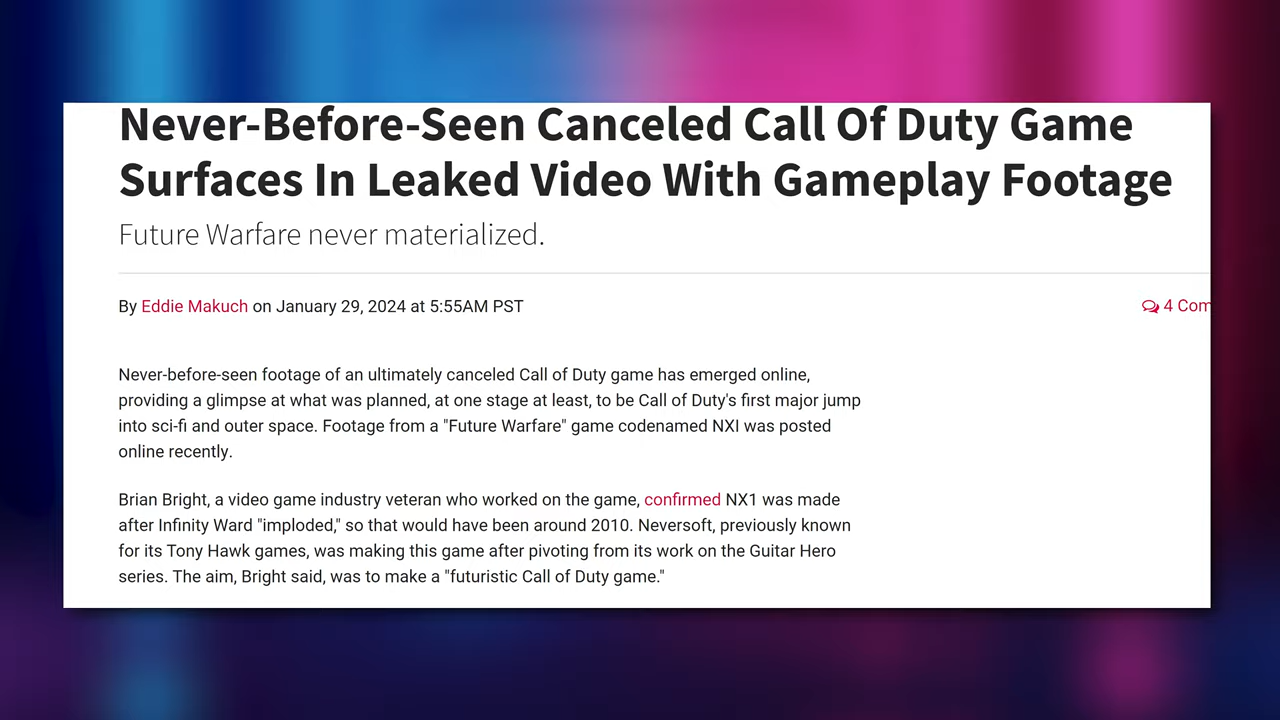 Never-Before-Seen Canceled Call Of Duty Game
Surfaces In Leaked Video With Gameplay Footage
Future Warfare never materialized.
By Eddie Makuch on January 29, 2024 at 5:55AM PST
4 Com
Never-before-seen footage of an ultimately canceled Call of Duty game has emerged online,
providing a glimpse at what was planned, at one stage at least, to be Call of Duty's first major jump
into sci-fi and outer space. Footage from a "Future Warfare" game codenamed NXI was posted
online recently.
Brian Bright, a video game industry veteran who worked on the game, confirmed NX1 was made
after Infinity Ward "imploded," so that would have been around 2010. Neversoft, previously known
for its Tony Hawk games, was making this game after pivoting from its work on the Guitar Hero
series. The aim, Bright said, was to make a "futuristic Call of Duty game."